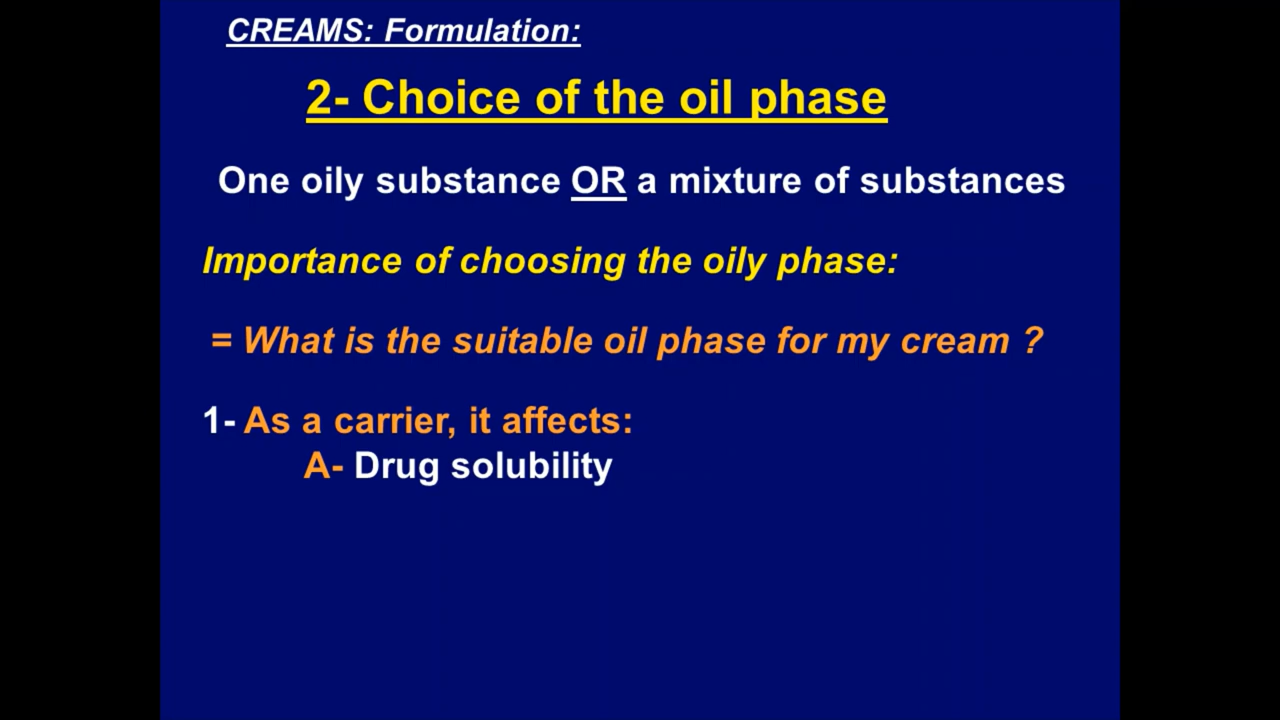 CREAMS: Formulation:
2- Choice of the oil phase
One oily substance OR a mixture of substances
Importance of choosing the oily phase:
= What is the suitable oil phase for my cream ?
1- As a carrier, it affects:
A- Drug solubility